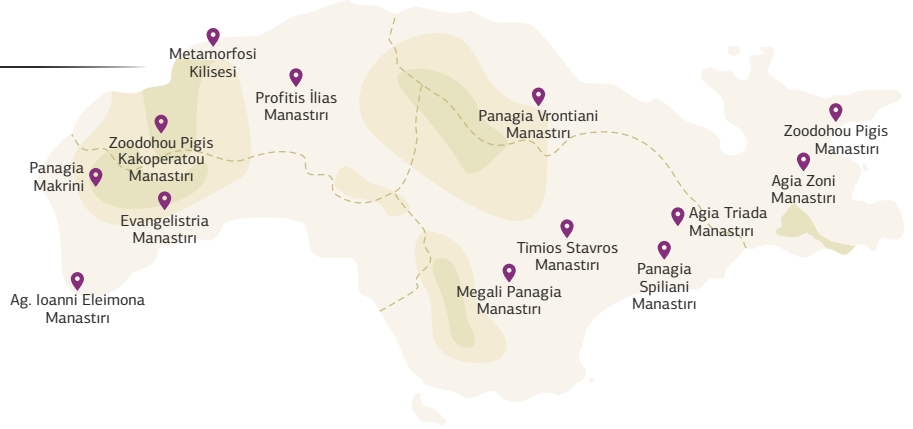 Metamorfosi
Kilisesi
Profitis İlias
Manastırı
Panagia Vrontiani
Manastırı
Zoodohou Pigis
Manastırı
Zoodohou Pigis
Kakoperatou
Manastırı
Panagia
Makrini
Agia Zoni
Manastırı
Evangelistria
Manastırı
Agia Triada
Manastırı
Timios Stavros
Manastırı
Panagia
Spiliani
Manastırı
Megali Panagia
Manastırı
Ag. Ioanni Eleimona
Manastırı